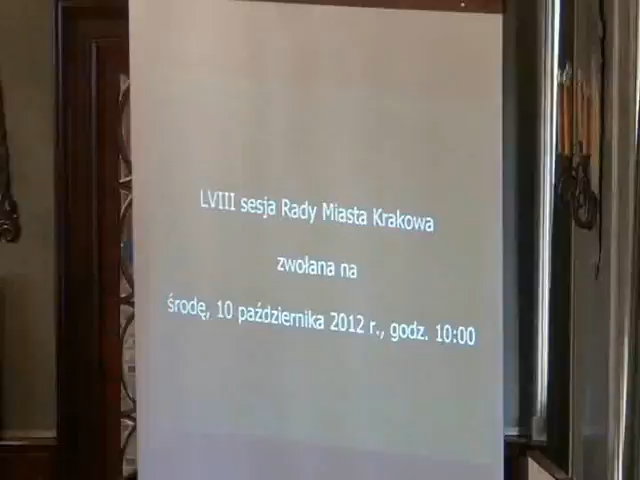 LVIII sesja Rady Miasta Krakowa
zwołana na
środę, 10 października 2012 r., godz. 10:00